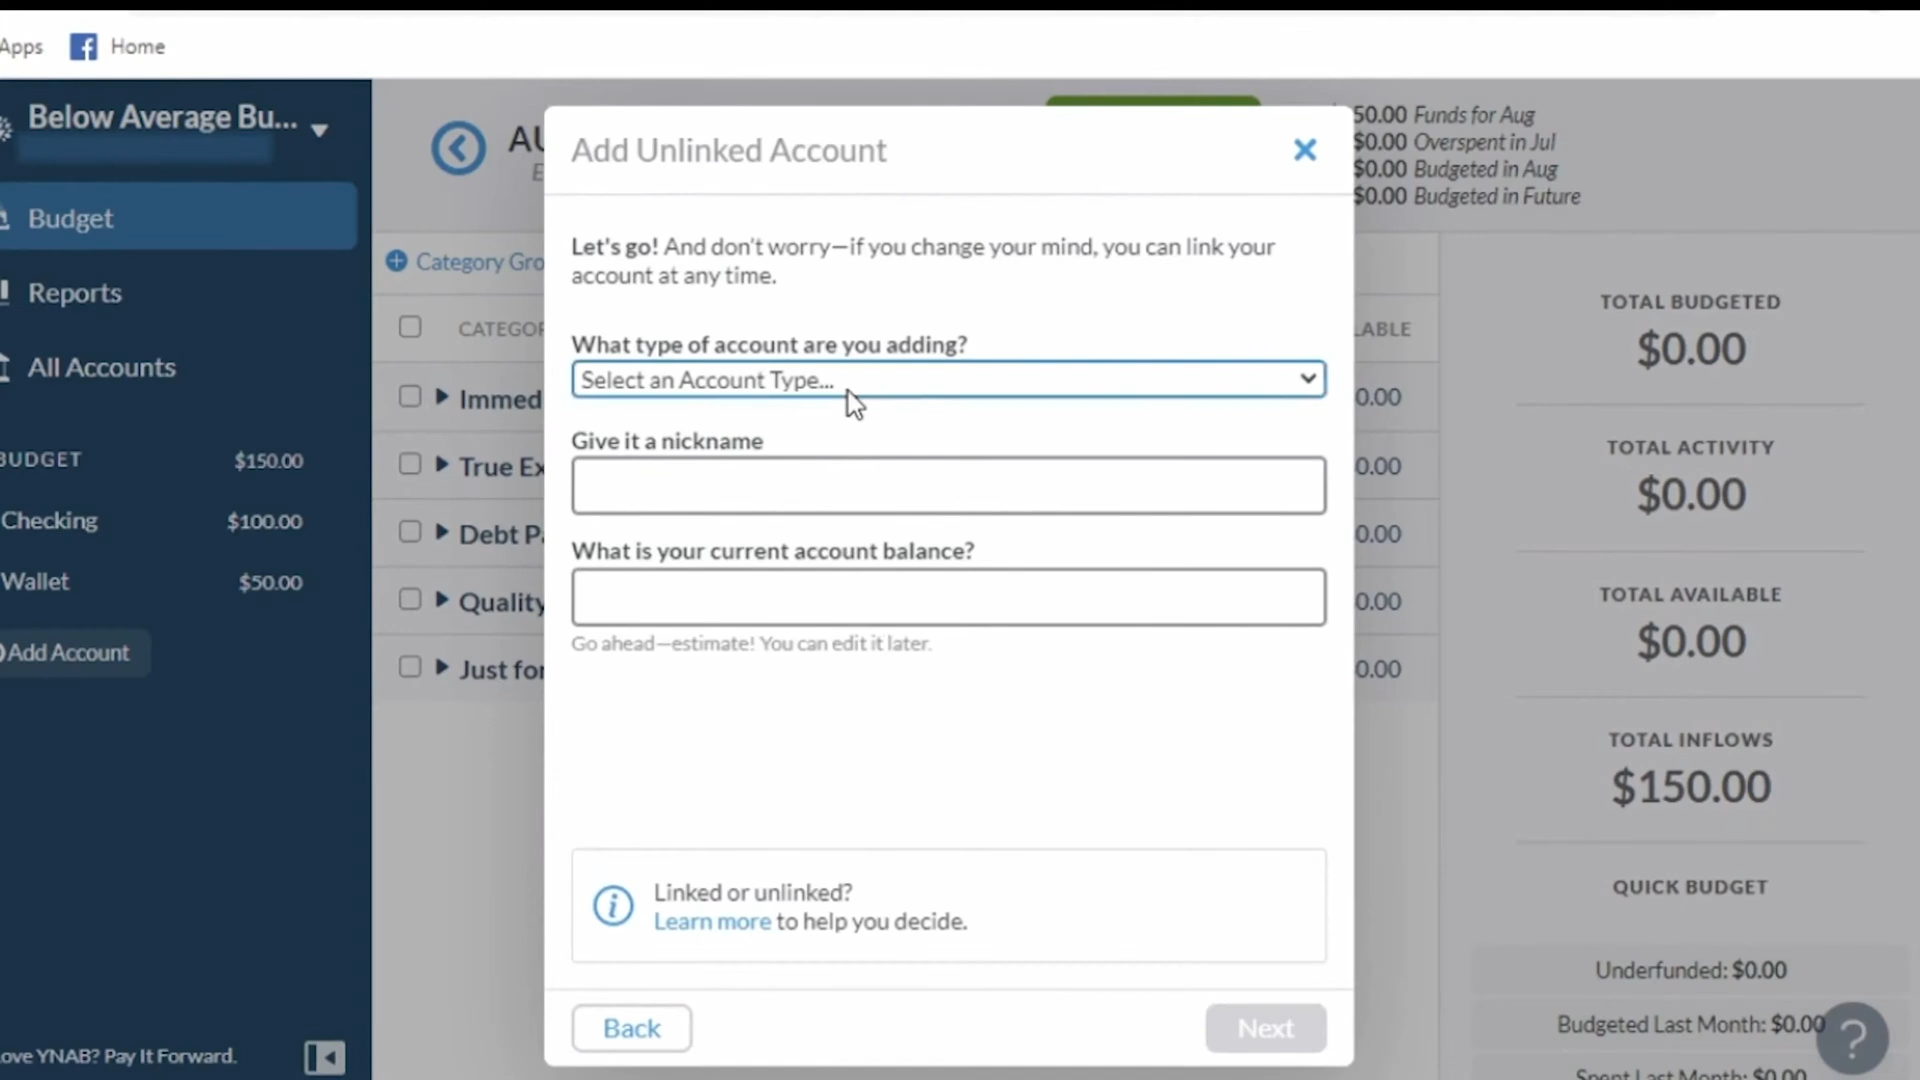 Apps
Home
Below Average Bu...
Budget
Reports
All Accounts
BUDGET $150.00
Checking $100.00
Wallet $50.00
Add Account
ove YNAB? Pay It Forward.
AU
E
Category Gro
CATEGOR
LABLE
Immed
0.00
True Ex
0.00
Debt P
0.00
Quality
0.00
Just for
0.00
Add Unlinked Account
Let's go! And don't worry—if you change your mind, you can link your
account at any time.
What type of account are you adding?
Select an Account Type...
Give it a nickname
What is your current account balance?
Go ahead—estimate! You can edit it later.
Linked or unlinked?
Learn more to help you decide.
Back
Next
50.00 Funds for Aug
$0.00 Overspent in Jul
$0.00 Budgeted in Aug
$0.00 Budgeted in Future
TOTAL BUDGETED
$0.00
TOTAL ACTIVITY
$0.00
TOTAL AVAILABLE
$0.00
TOTAL INFLOWS
$150.00
QUICK BUDGET
Underfunded: $0.00
Budgeted Last Month: $0.00
Spent Last Month: $0.00
?